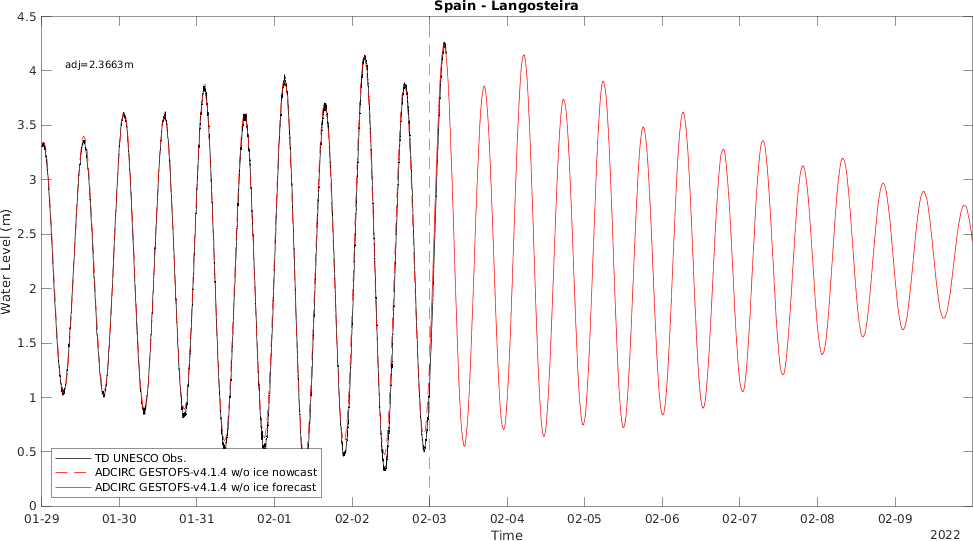 Spain - Langosteira
4.5
adj=2.3663m
4
3.5
3
2.5
2
1.5
1
0.5
0
Water Level (m)
TD UNESCO Obs.
ADCIRC GESTOFS-v4.1.4 w/o ice nowcast
ADCIRC GESTOFS-v4.1.4 w/o ice forecast
01-29 01-30 01-31 02-01 02-02 02-03 02-04 02-05 02-06 02-07 02-08 02-09
Time
2022